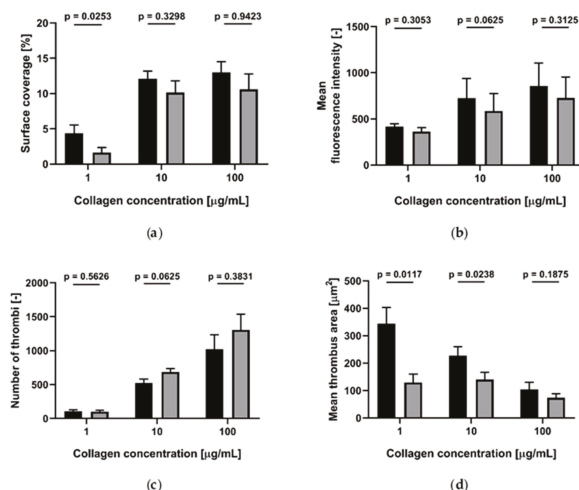 p = 0.0253 p = 0.3298 p = 0.9423
Surface coverage [%]
20
15
10
5
0
1 10 100
Collagen concentration [μg/mL]
(a)
p = 0.3053 p = 0.0625 p = 0.3125
Mean
fluorescence intensity [-]
1500
1000
500
0
1 10 100
Collagen concentration [μg/mL]
(b)
p = 0.5626 p = 0.0625 p = 0.3831
Number of thrombi [-]
2000
1500
1000
500
0
1 10 100
Collagen concentration [μg/mL]
(c)
p = 0.0117 p = 0.0238 p = 0.1875
Mean thrombus area [μm²]
500
400
300
200
100
0
1 10 100
Collagen concentration [μg/mL]
(d)